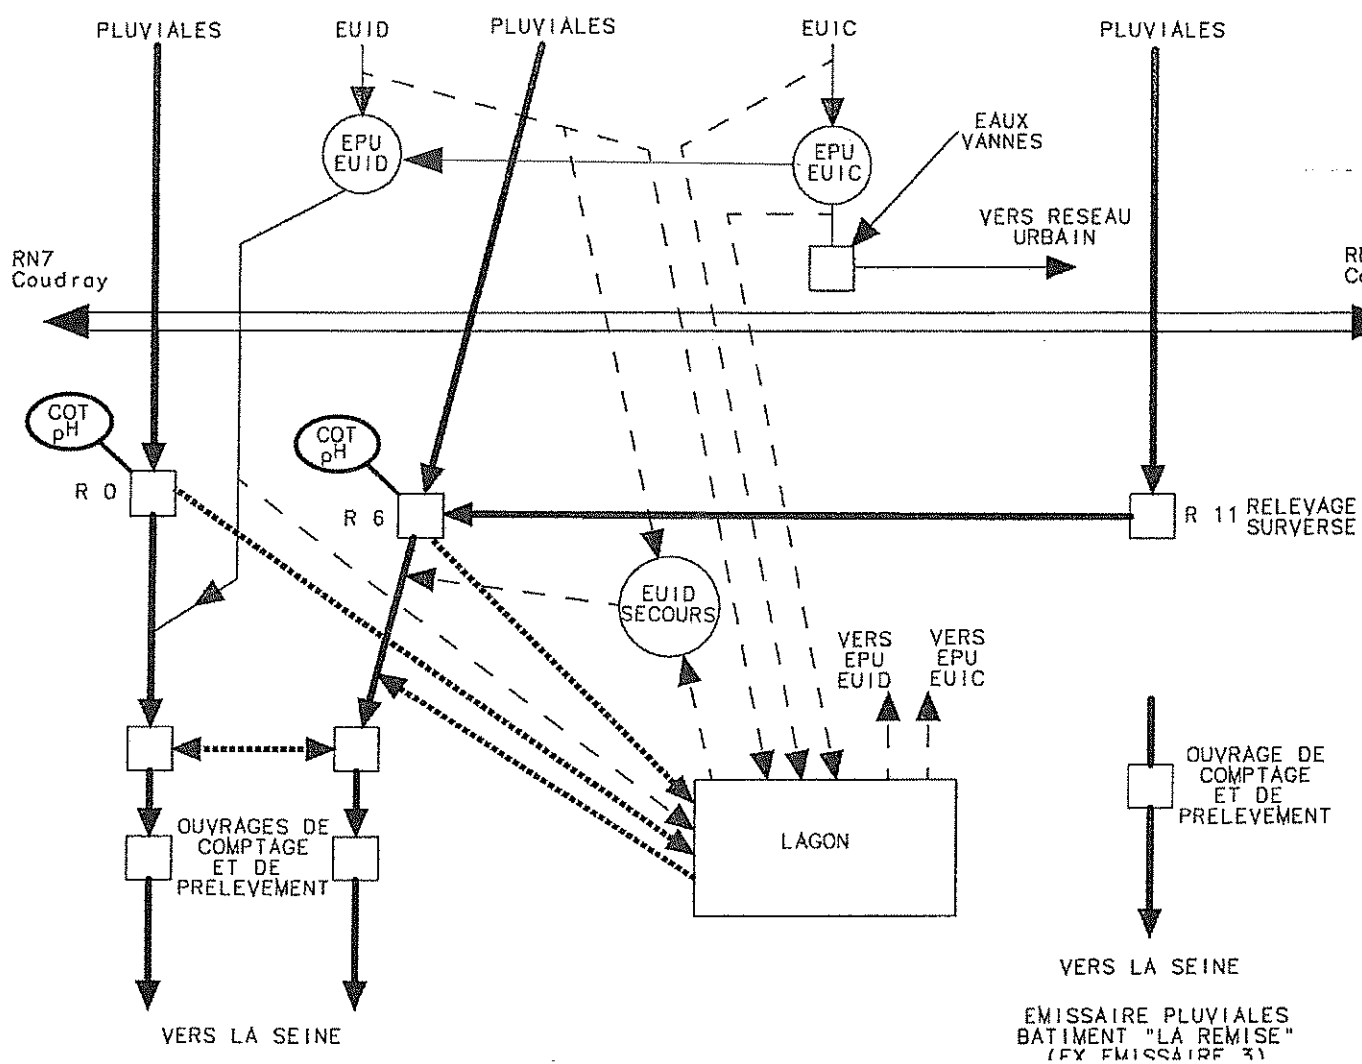 PLUVIALES
EUID
PLUVIALES
EUIC
PLUVIALES
EPU
EUID
EPU
EUIC
EAUX
VANNES
VERS RESEAU
URBAIN
RN7
Coudray
COT
pH
COT
pH
R 0
R 6
R 11
RELEVAGE
SURVERSE
EUID
SECOURS
VERS
EPU
EUID
VERS
EPU
EUIC
LAGON
OUVRAGES DE
COMPTAGE
ET DE
PRELEVEMENT
OUVRAGE DE
COMPTAGE
ET DE
PRELEVEMENT
VERS LA SEINE
VERS LA SEINE
EMISSAIRE PLUVIALES
BATIMENT "LA REMISE"
(EX EMISSAIRE 3)